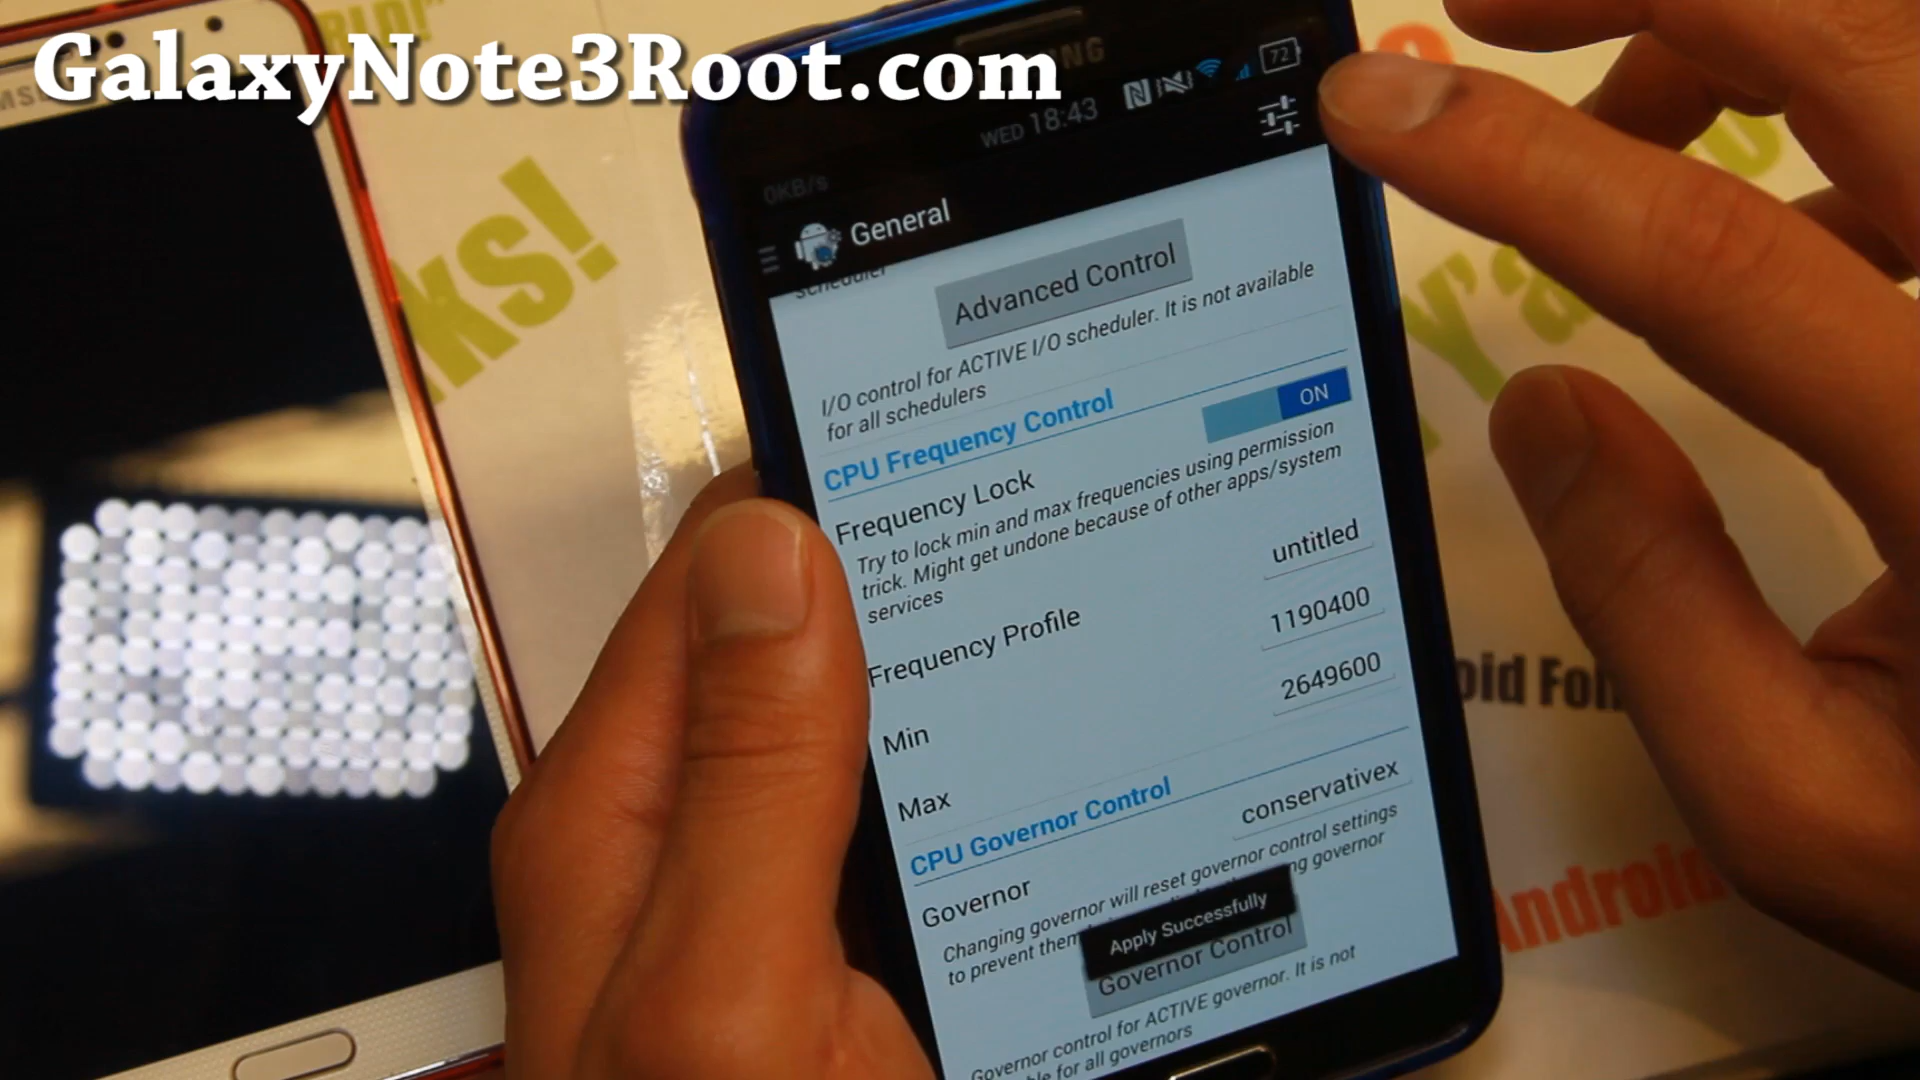 GalaxyNote3Root.com
72
WED 18:43
0KB/s
General
scheduler
Advanced Control
I/O control for ACTIVE I/O scheduler. It is not available
for all schedulers
CPU Frequency Control
ON
Frequency Lock
Try to lock min and max frequencies using permission
trick. Might get undone because of other apps/system
services
Frequency Profile
untitled
Min
1190400
Max
2649600
CPU Governor Control
Governor
conservativex
Changing governor will reset governor control settings
to prevent them
governor
Apply Successfully
Governor Control
Governor control for ACTIVE governor. It is not
for all governors
ks!
Android